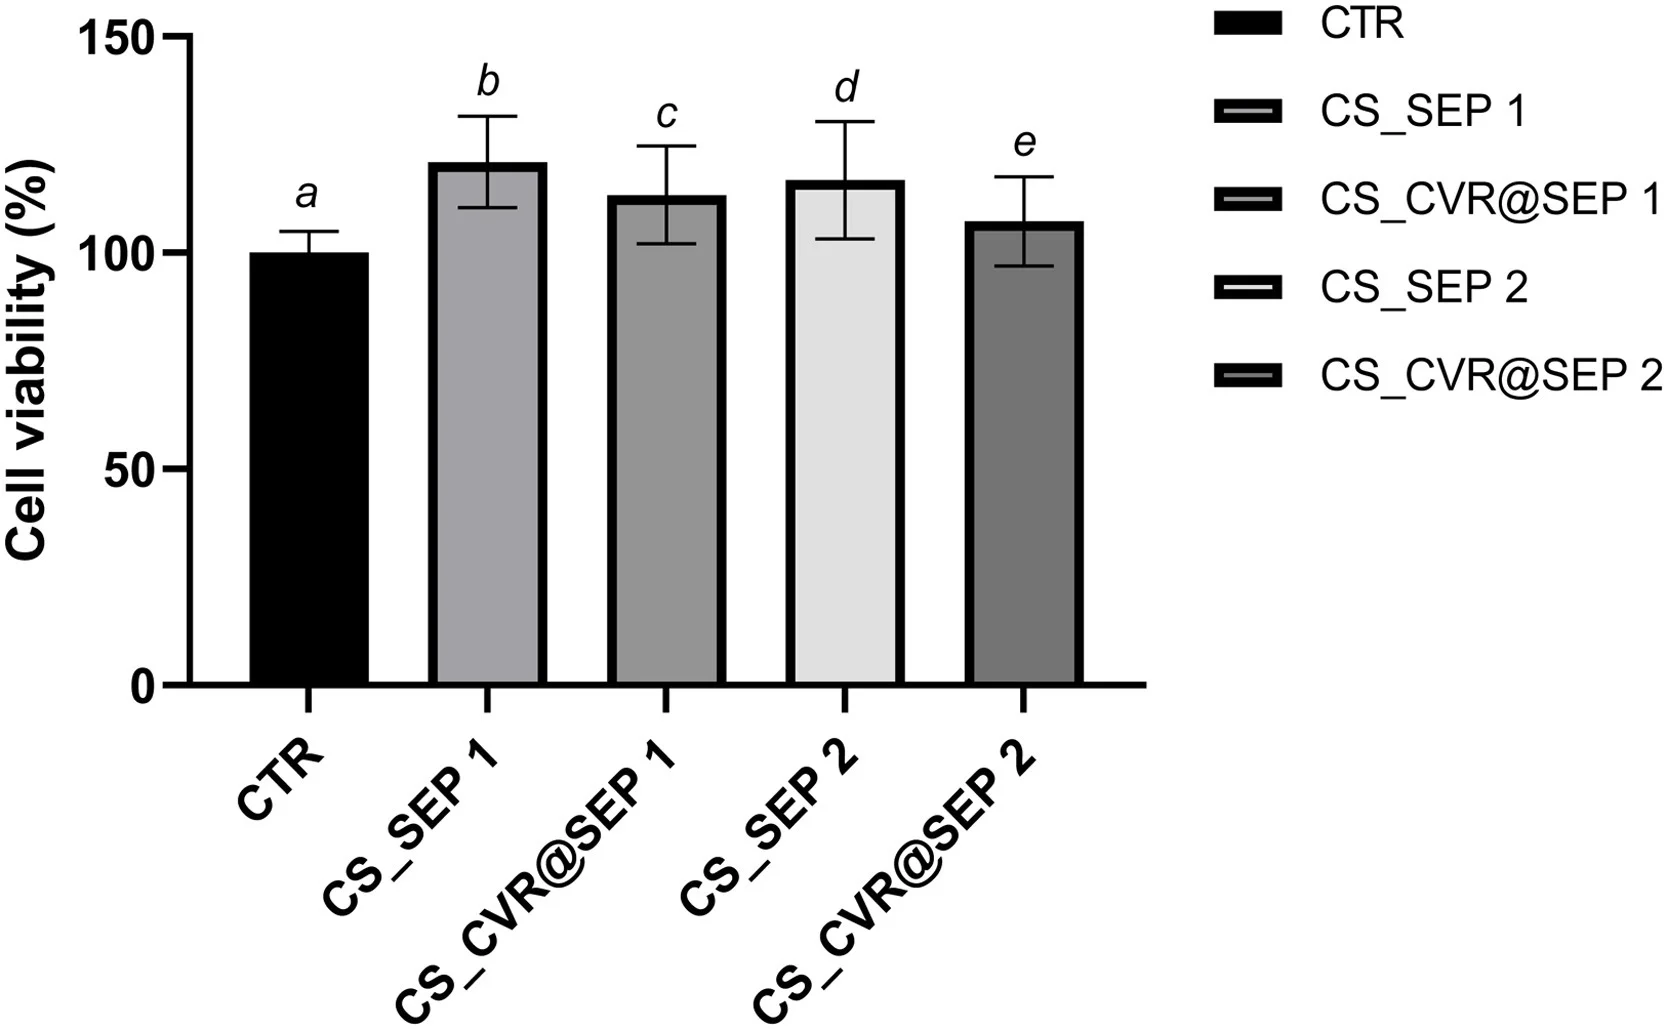 Cell viability (%)
150
100
50
0
a
b
c
d
e
CTR
CS_SEP 1
CS_CVR@SEP 1
CS_SEP 2
CS_CVR@SEP 2
CTR
CS_SEP 1
CS_CVR@SEP 1
CS_SEP 2
CS_CVR@SEP 2